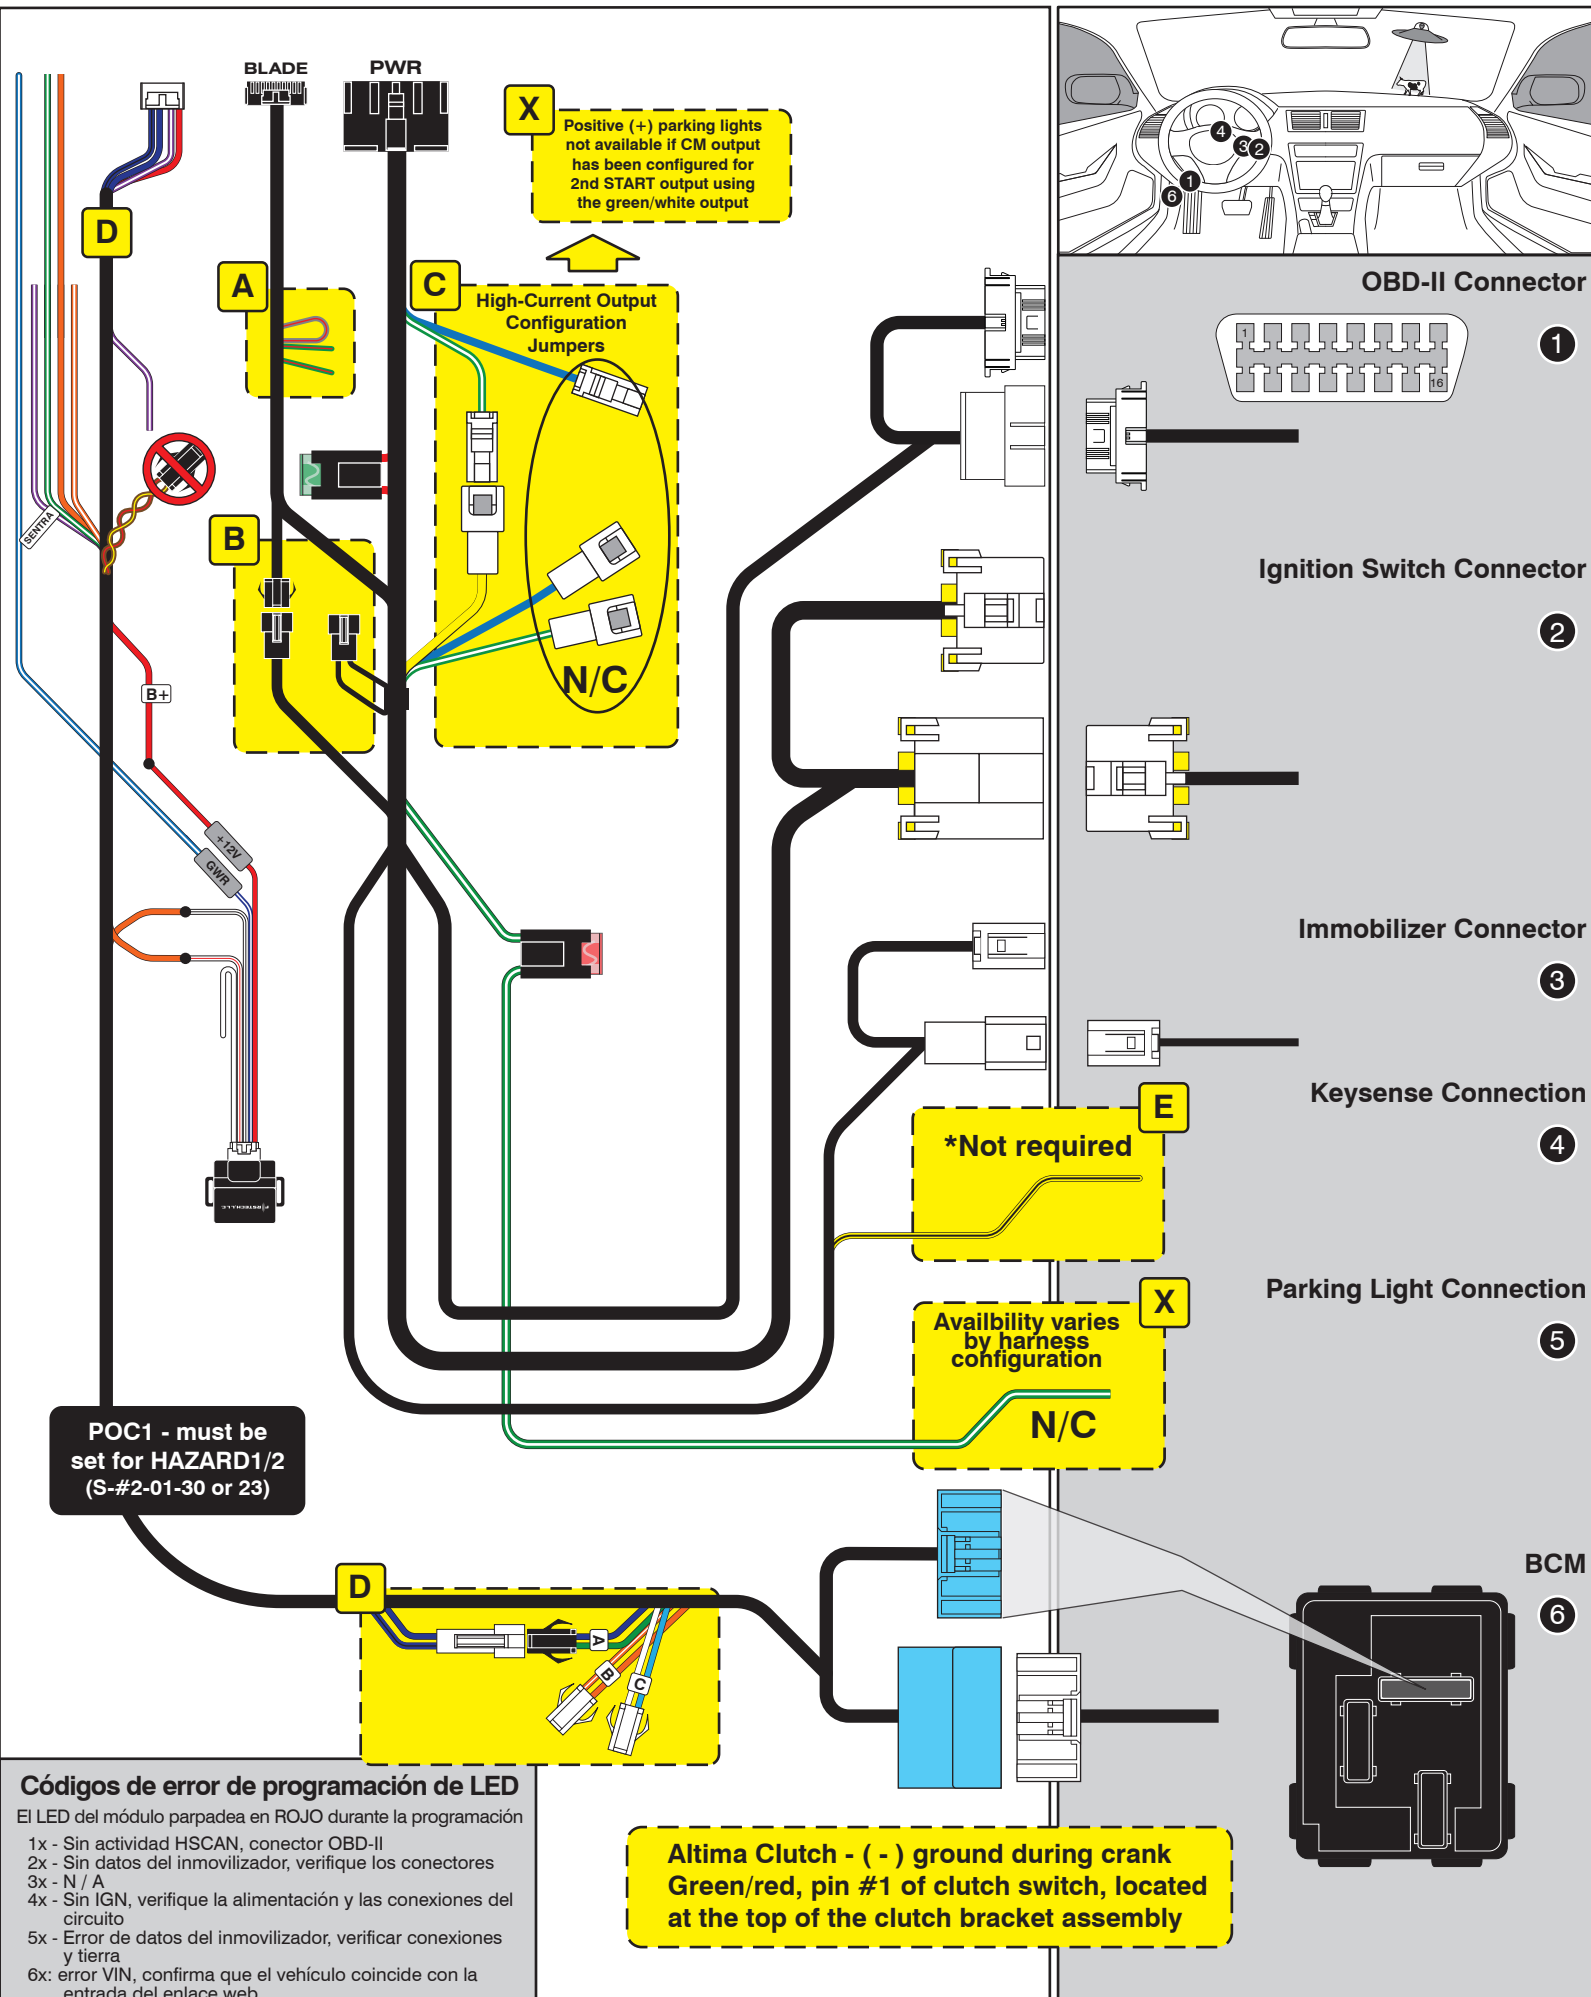 BLADE
PWR
X
Positive (+) parking lights
not available if CM output
has been configured for
2nd START output using
the green/white output
4
3
2
1
6
D
A
C
High-Current Output
Configuration
Jumpers
OBD-II Connector
1
1
16
SENTRA
B
N/C
Ignition Switch Connector
2
B+
+12V
GWR
Immobilizer Connector
3
Keysense Connection
4
E
*Not required
FIRSTECH,LLC
Parking Light Connection
5
X
Availbility varies
by harness
configuration
N/C
POC1 - must be
set for HAZARD1/2
(S-#2-01-30 or 23)
BCM
6
D
A
B
C
Códigos de error de programación de LED
El LED del módulo parpadea en ROJO durante la programación
1x - Sin actividad HSCAN, conector OBD-II
2x - Sin datos del inmovilizador, verifique los conectores
3x - N / A
4x - Sin IGN, verifique la alimentación y las conexiones del
circuito
5x - Error de datos del inmovilizador, verificar conexiones
y tierra
6x: error VIN, confirma que el vehículo coincide con la
entrada del enlace web
Altima Clutch - ( - ) ground during crank
Green/red, pin #1 of clutch switch, located
at the top of the clutch bracket assembly